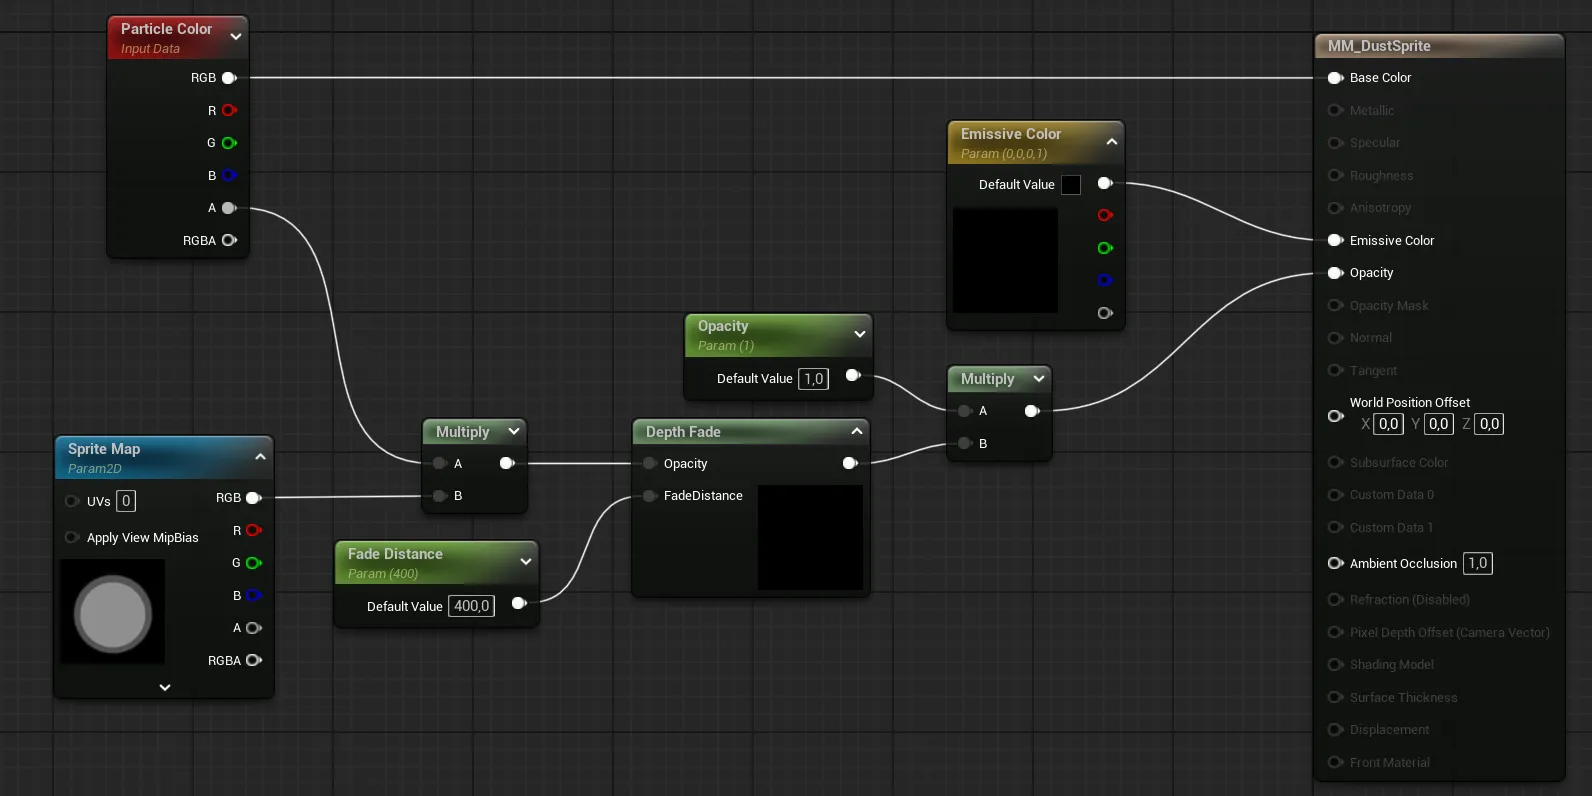 Particle Color
Input Data
RGB
R
G
B
A
RGBA
Sprite Map
Param2D
UVs 0
RGB
Apply View MipBias
R
G
B
A
RGBA
Multiply
A
B
Fade Distance
Param (400)
Default Value 400,0
Opacity
Param (1)
Default Value 1,0
Depth Fade
Opacity
FadeDistance
Emissive Color
Param (0,0,0,1)
Default Value
Multiply
A
B
MM_DustSprite
Base Color
Metallic
Specular
Roughness
Anisotropy
Emissive Color
Opacity
Opacity Mask
Normal
Tangent
World Position Offset
X 0,0 Y 0,0 Z 0,0
Subsurface Color
Custom Data 0
Custom Data 1
Ambient Occlusion 1,0
Refraction (Disabled)
Pixel Depth Offset (Camera Vector)
Shading Model
Surface Thickness
Displacement
Front Material